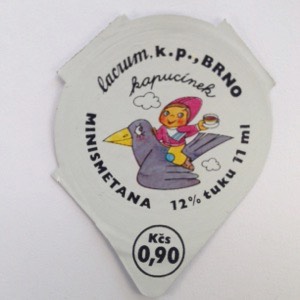 lacrum, k.p., BRNO
kapucínek
MINISMETANA 12% tuku 11 ml
Kčs
0,90